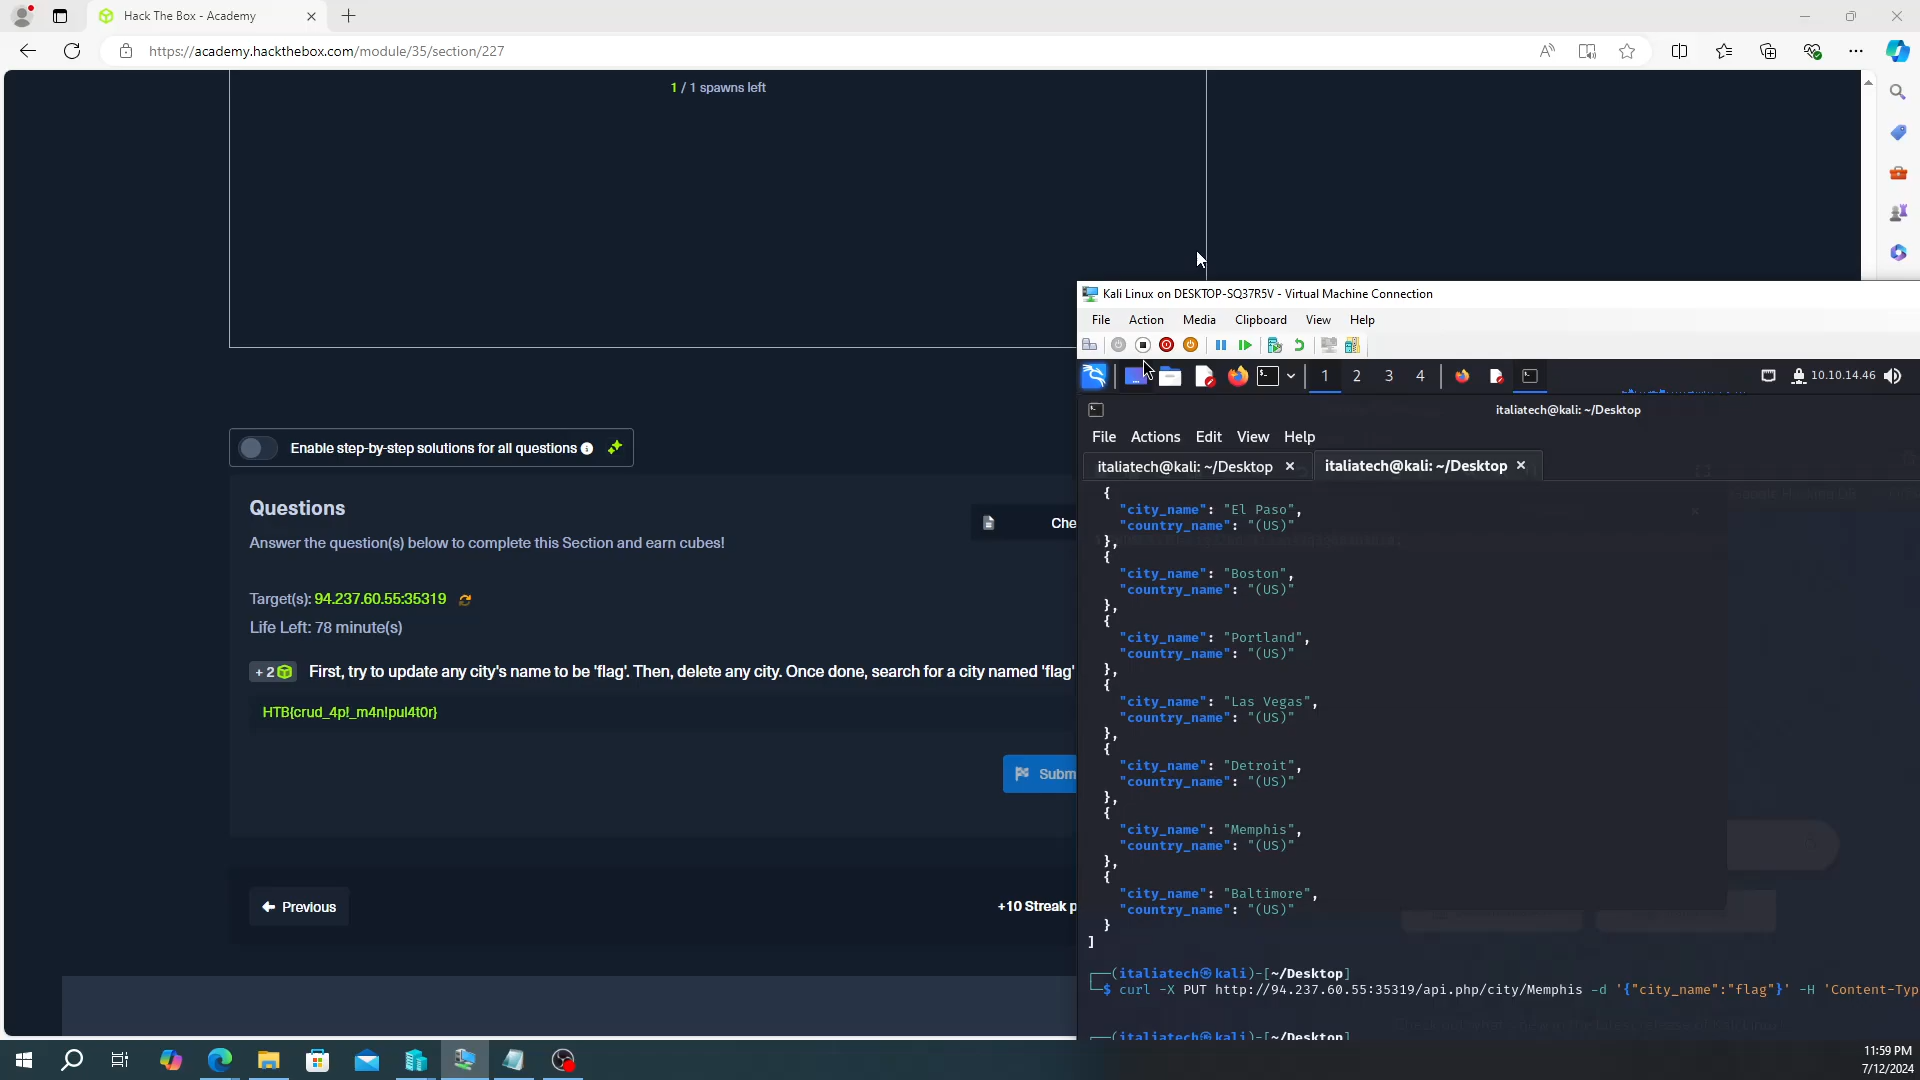 Hack The Box - Academy
https://academy.hackthebox.com/module/35/section/227
1 / 1 spawns left
Enable step-by-step solutions for all questions
Questions
Answer the question(s) below to complete this Section and earn cubes!
Che
Target(s): 94.237.60.55:35319
Life Left: 78 minute(s)
+ 2 First, try to update any city's name to be 'flag'. Then, delete any city. Once done, search for a city named 'flag'
HTB{crud_4p!_m4n!pul4t0r}
Subm
Previous
+10 Streak p
Kali Linux on DESKTOP-SQ37R5V - Virtual Machine Connection
File Action Media Clipboard View Help
1 2 3 4
10.10.14.46
italiatech@kali: ~/Desktop
File Actions Edit View Help
italiatech@kali: ~/Desktop
italiatech@kali: ~/Desktop
{
"city_name": "El Paso",
"country_name": "(US)"
},
{
"city_name": "Boston",
"country_name": "(US)"
},
{
"city_name": "Portland",
"country_name": "(US)"
},
{
"city_name": "Las Vegas",
"country_name": "(US)"
},
{
"city_name": "Detroit",
"country_name": "(US)"
},
{
"city_name": "Memphis",
"country_name": "(US)"
},
{
"city_name": "Baltimore",
"country_name": "(US)"
}
]
(italiatech㉿kali)-[~/Desktop]
$ curl -X PUT http://94.237.60.55:35319/api.php/city/Memphis -d '{"city_name":"flag"}' -H 'Content-Typ
(italiatech㉿kali)-[~/Desktop]
11:59 PM
7/12/2024